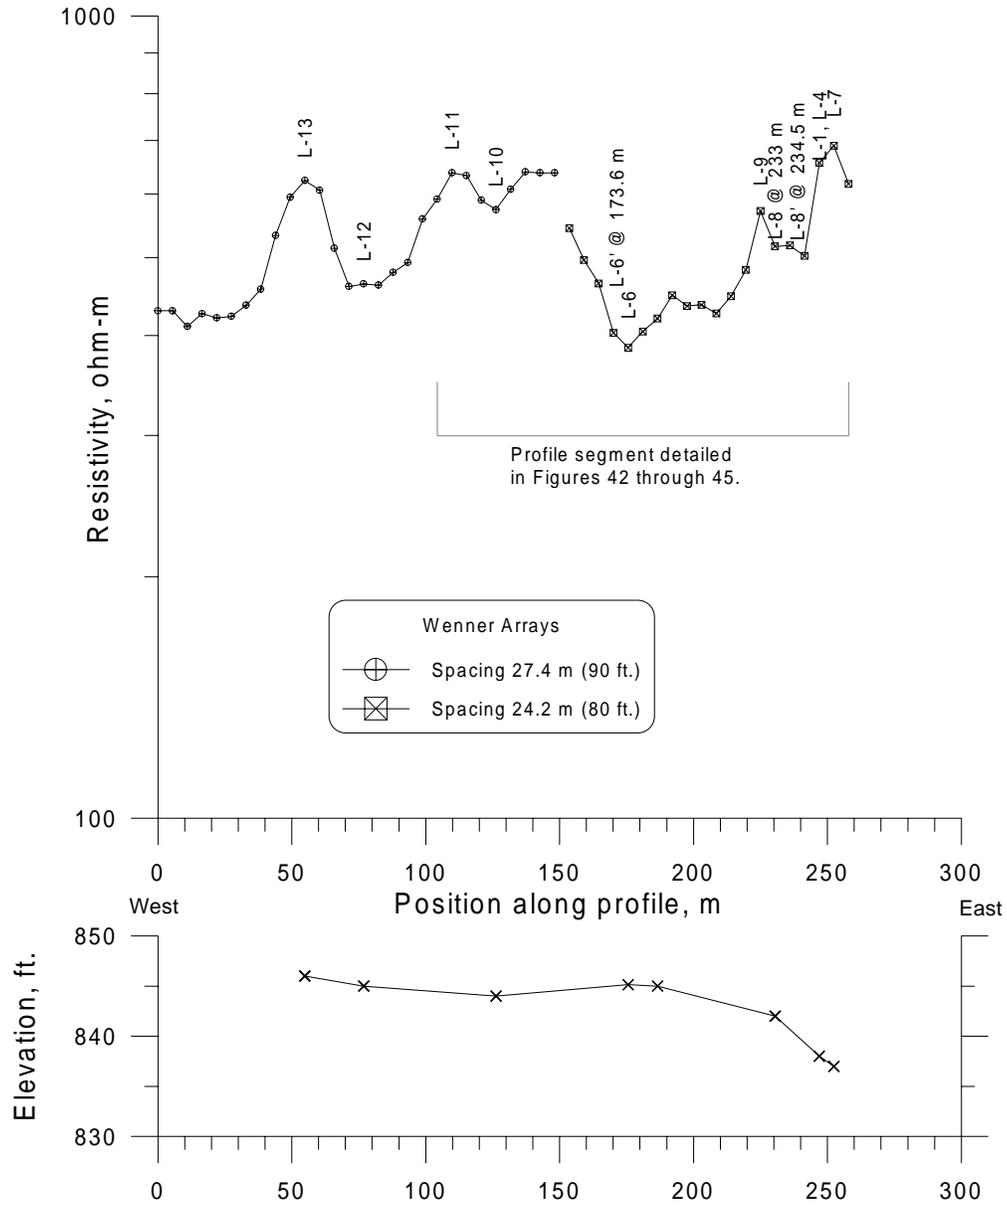 1000
L-13
L-12
L-11
L-10
L-6' @ 173.6 m
L-6
L-9
L-8 @ 233 m
L-8' @ 234.5 m
L-1, L-4
L-7
Resistivity, ohm-m
Profile segment detailed
in Figures 42 through 45.
Wenner Arrays
Spacing 27.4 m (90 ft.)
Spacing 24.2 m (80 ft.)
100
0 50 100 150 200 250 300
West Position along profile, m East
850
Elevation, ft.
840
830
0 50 100 150 200 250 300